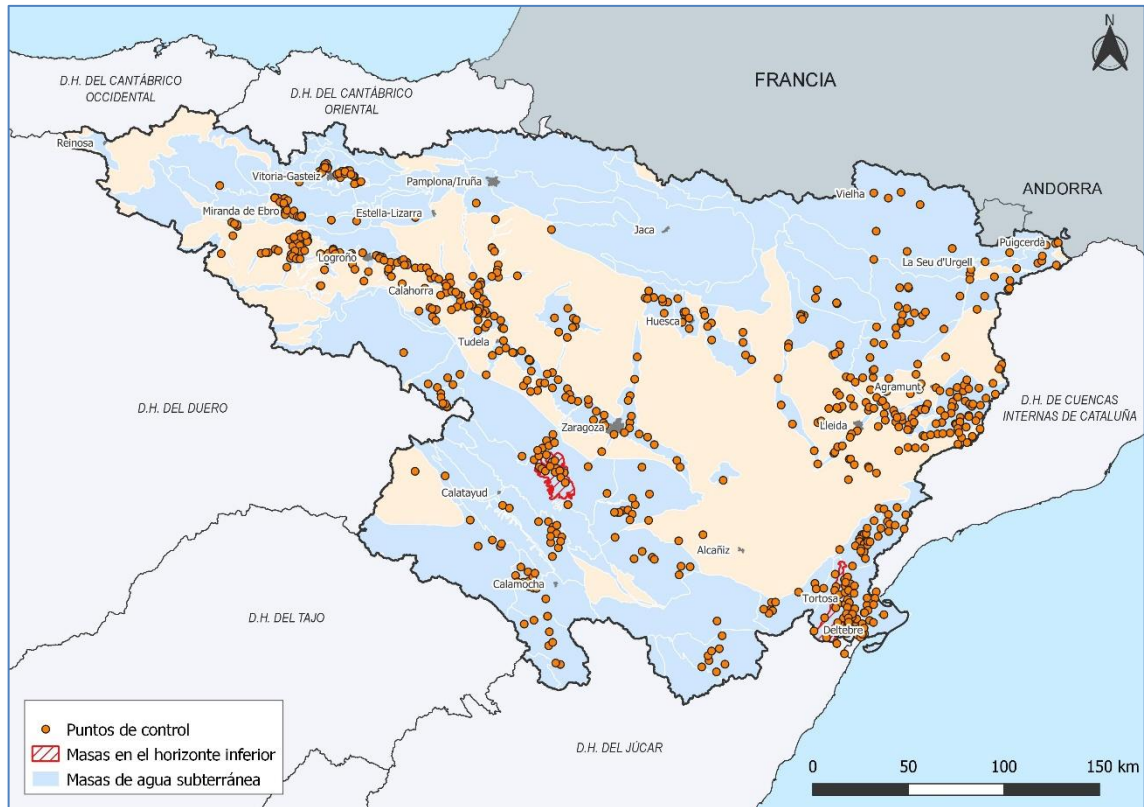 N
FRANCIA
D.H. DEL CANTÁBRICO
OCCIDENTAL
D.H. DEL CANTÁBRICO
ORIENTAL
Reinosa
Vitoria-Gasteiz
Pamplona/Iruña
Vielha
ANDORRA
Miranda de Ebro
Estella-Lizarra
Jaca
Puigcerdà
La Seu d'Urgell
Logroño
Calahorra
Huesca
Tudela
Agramunt
D.H. DE CUENCAS
INTERNAS DE CATALUÑA
D.H. DEL DUERO
Zaragoza
Lleida
Calatayud
Alcañiz
Calamocha
Tortosa
D.H. DEL TAJO
Deltebre
D.H. DEL JÚCAR
Puntos de control
Masas en el horizonte inferior
Masas de agua subterránea
0 50 100 150 km